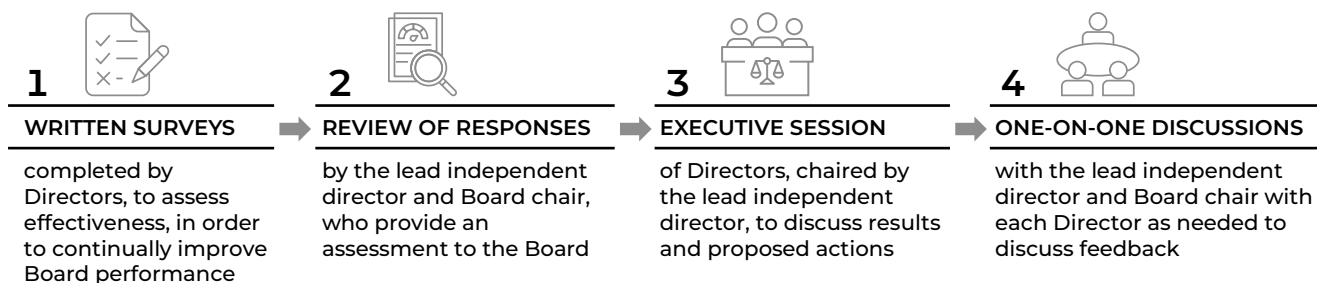 1
WRITTEN SURVEYS
completed by
Directors, to assess
effectiveness, in order
to continually improve
Board performance
2
REVIEW OF RESPONSES
by the lead independent
director and Board chair,
who provide an
assessment to the Board
3
EXECUTIVE SESSION
of Directors, chaired by
the lead independent
director, to discuss results
and proposed actions
4
ONE-ON-ONE DISCUSSIONS
with the lead independent
director and Board chair with
each Director as needed to
discuss feedback